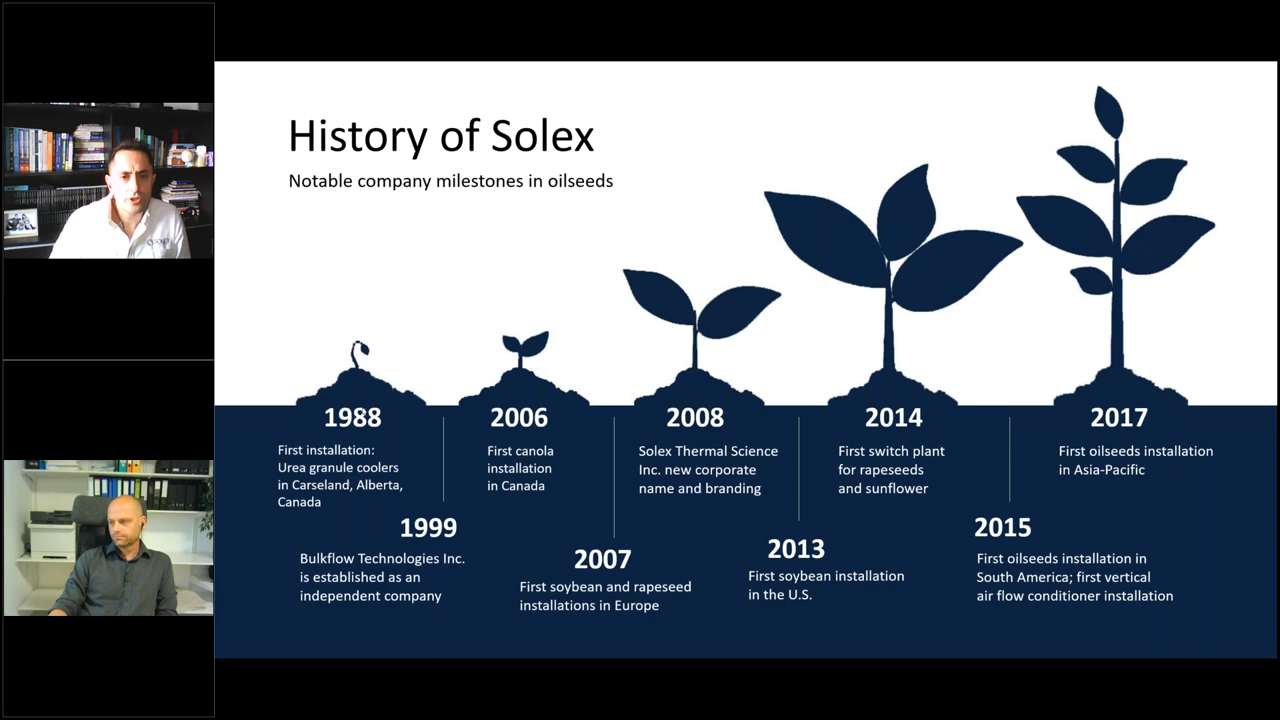 History of Solex
Notable company milestones in oilseeds
1988
First installation:
Urea granule coolers
in Carseland, Alberta,
Canada
1999
Bulkflow Technologies Inc.
is established as an
independent company
2006
First canola
installation
in Canada
2007
First soybean and rapeseed
installations in Europe
2008
Solex Thermal Science
Inc. new corporate
name and branding
2013
First soybean installation
in the U.S.
2014
First switch plant
for rapeseeds
and sunflower
2015
First oilseeds installation in
South America; first vertical
air flow conditioner installation
2017
First oilseeds installation
in Asia-Pacific